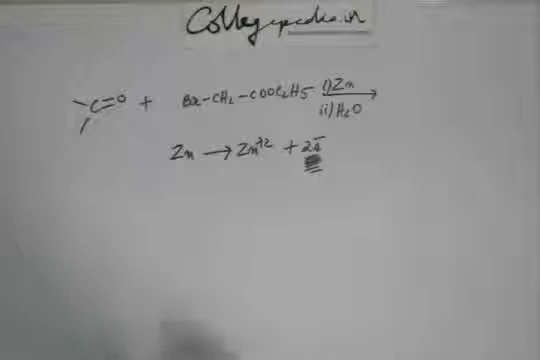 Collegepedia.in
C=O + Br-CH2-COOC2H5 i)Zn
ii)H2O
Zn → Zn+2 + 2e-